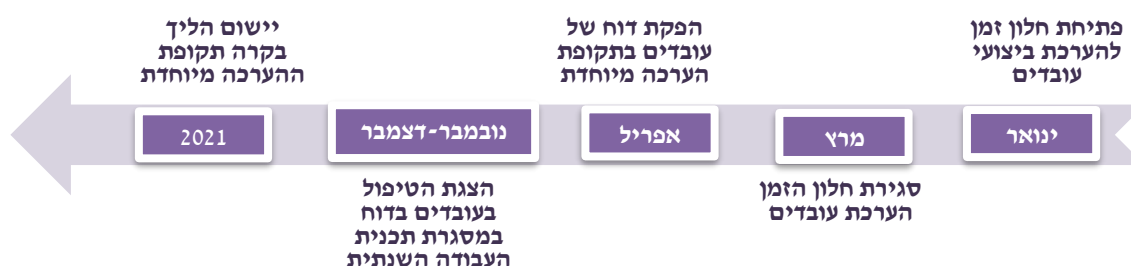 פתיחת חלון זמן
להערכת ביצועי
עובדים
ינואר
מרץ
סגירת חלון הזמן
הערכת עובדים
הפקת דוח של
עובדים בתקופת
הערכה מיוחדת
אפריל
נובמבר-דצמבר
הצגת הטיפול
בעובדים בדוח
במסגרת תכנית
העבודה השנתית
יישום הליך
בקרה תקופת
ההערכה מיוחדת
2021